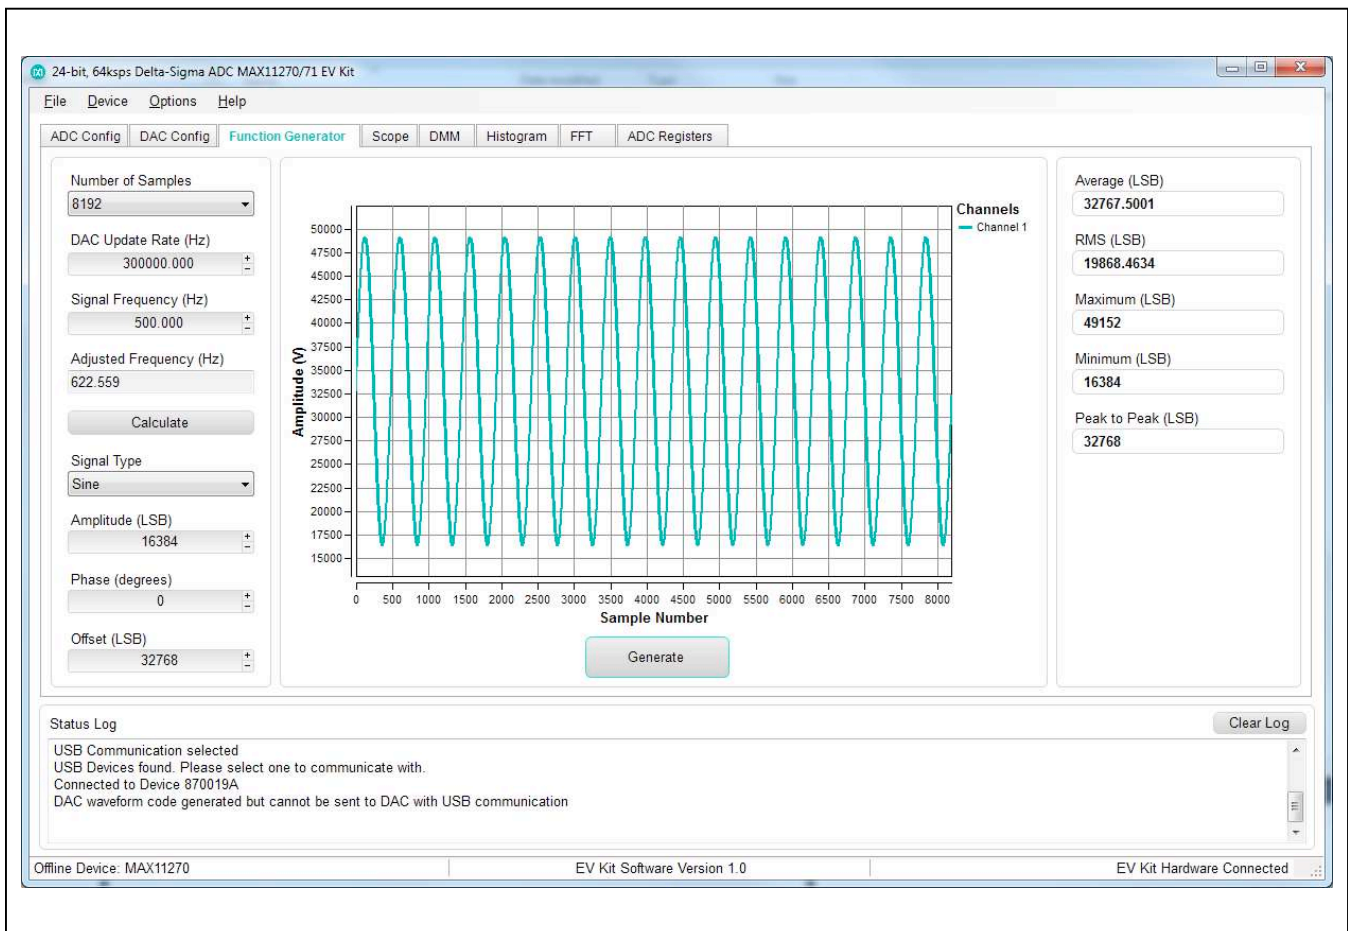 24-bit, 64ksps Delta-Sigma ADC MAX11270/71 EV Kit
File Device Options Help
ADC Config DAC Config Function Generator Scope DMM Histogram FFT ADC Registers
Number of Samples
8192
DAC Update Rate (Hz)
300000.000
Signal Frequency (Hz)
500.000
Adjusted Frequency (Hz)
622.559
Calculate
Signal Type
Sine
Amplitude (LSB)
16384
Phase (degrees)
0
Offset (LSB)
32768
Amplitude (V)
50000
47500
45000
42500
40000
37500
35000
32500
30000
27500
25000
22500
20000
17500
15000
0 500 1000 1500 2000 2500 3000 3500 4000 4500 5000 5500 6000 6500 7000 7500 8000
Sample Number
Channels
Channel 1
Generate
Average (LSB)
32767.5001
RMS (LSB)
19868.4634
Maximum (LSB)
49152
Minimum (LSB)
16384
Peak to Peak (LSB)
32768
Status Log
Clear Log
USB Communication selected
USB Devices found. Please select one to communicate with.
Connected to Device 870019A
DAC waveform code generated but cannot be sent to DAC with USB communication
Offline Device: MAX11270
EV Kit Software Version 1.0
EV Kit Hardware Connected